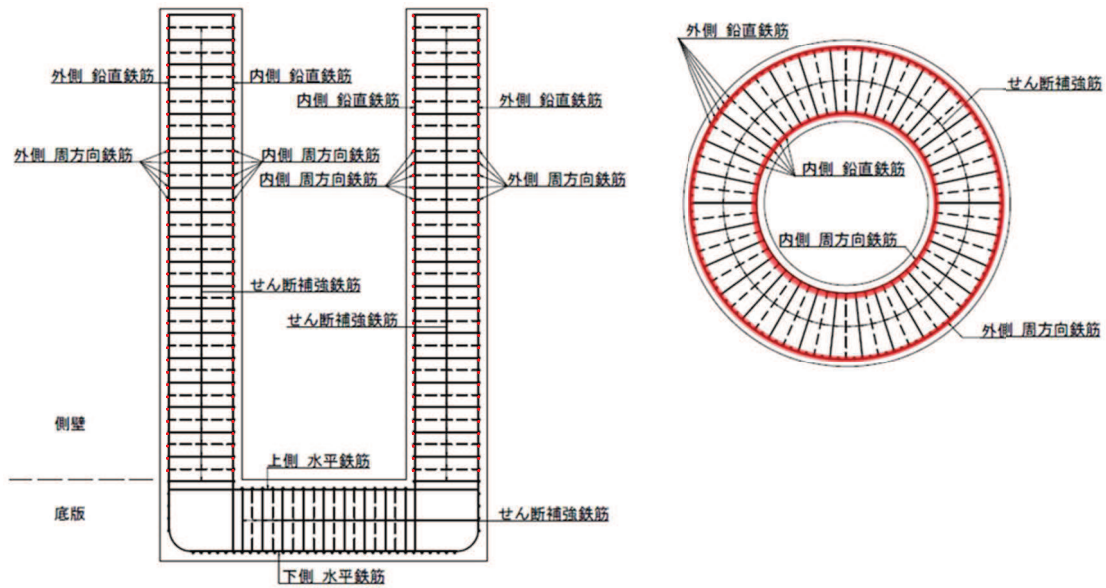 外側 鉛直鉄筋
内側 鉛直鉄筋
内側 鉛直鉄筋
外側 鉛直鉄筋
外側 周方向鉄筋
内側 周方向鉄筋
内側 周方向鉄筋
外側 周方向鉄筋
せん断補強鉄筋
せん断補強鉄筋
側壁
上側 水平鉄筋
底版
せん断補強鉄筋
下側 水平鉄筋
外側 鉛直鉄筋
せん断補強筋
内側 鉛直鉄筋
内側 周方向鉄筋
外側 周方向鉄筋